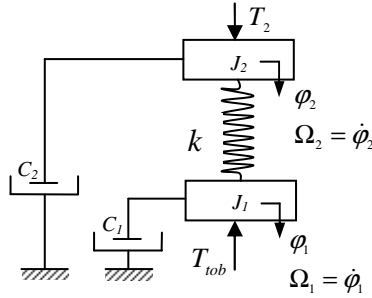 T₂
J₂
φ₂
k
Ω₂ = φ̇₂
C₂
J₁
C₁
φ₁
T_tob
Ω₁ = φ̇₁